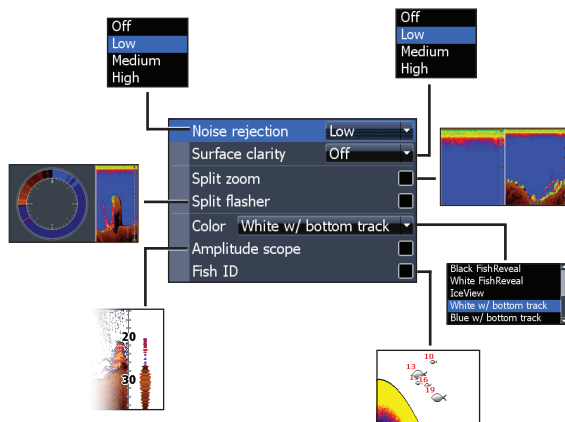 Off
Low
Medium
High
Off
Low
Medium
High
Noise rejection Low
Surface clarity Off
Split zoom
Split flasher
Color White w/ bottom track
Amplitude scope
Fish ID
Black FishReveal
White FishReveal
IceView
White w/ bottom track
Blue w/ bottom track
20
30
10
13
16
19